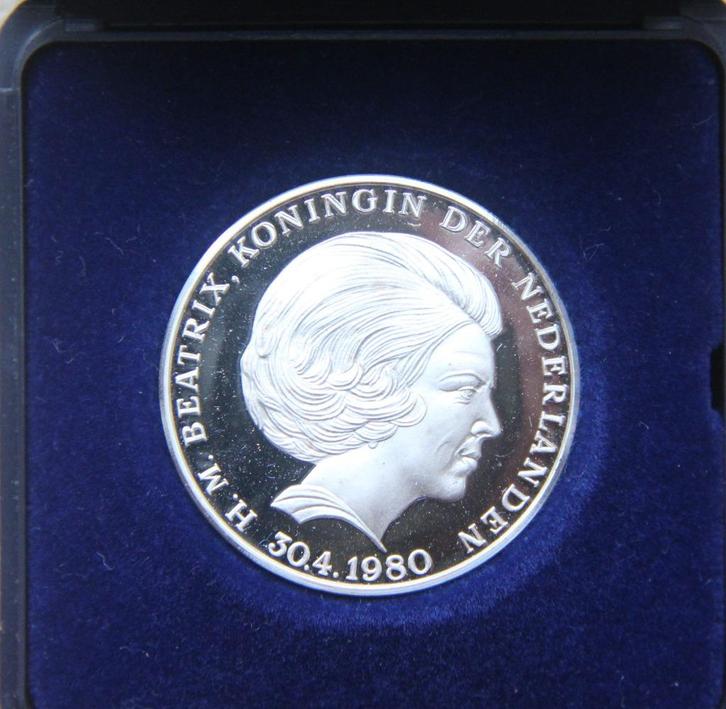 H. M. BEATRIX, KONINGIN DER NEDERLANDEN
30.4.1980